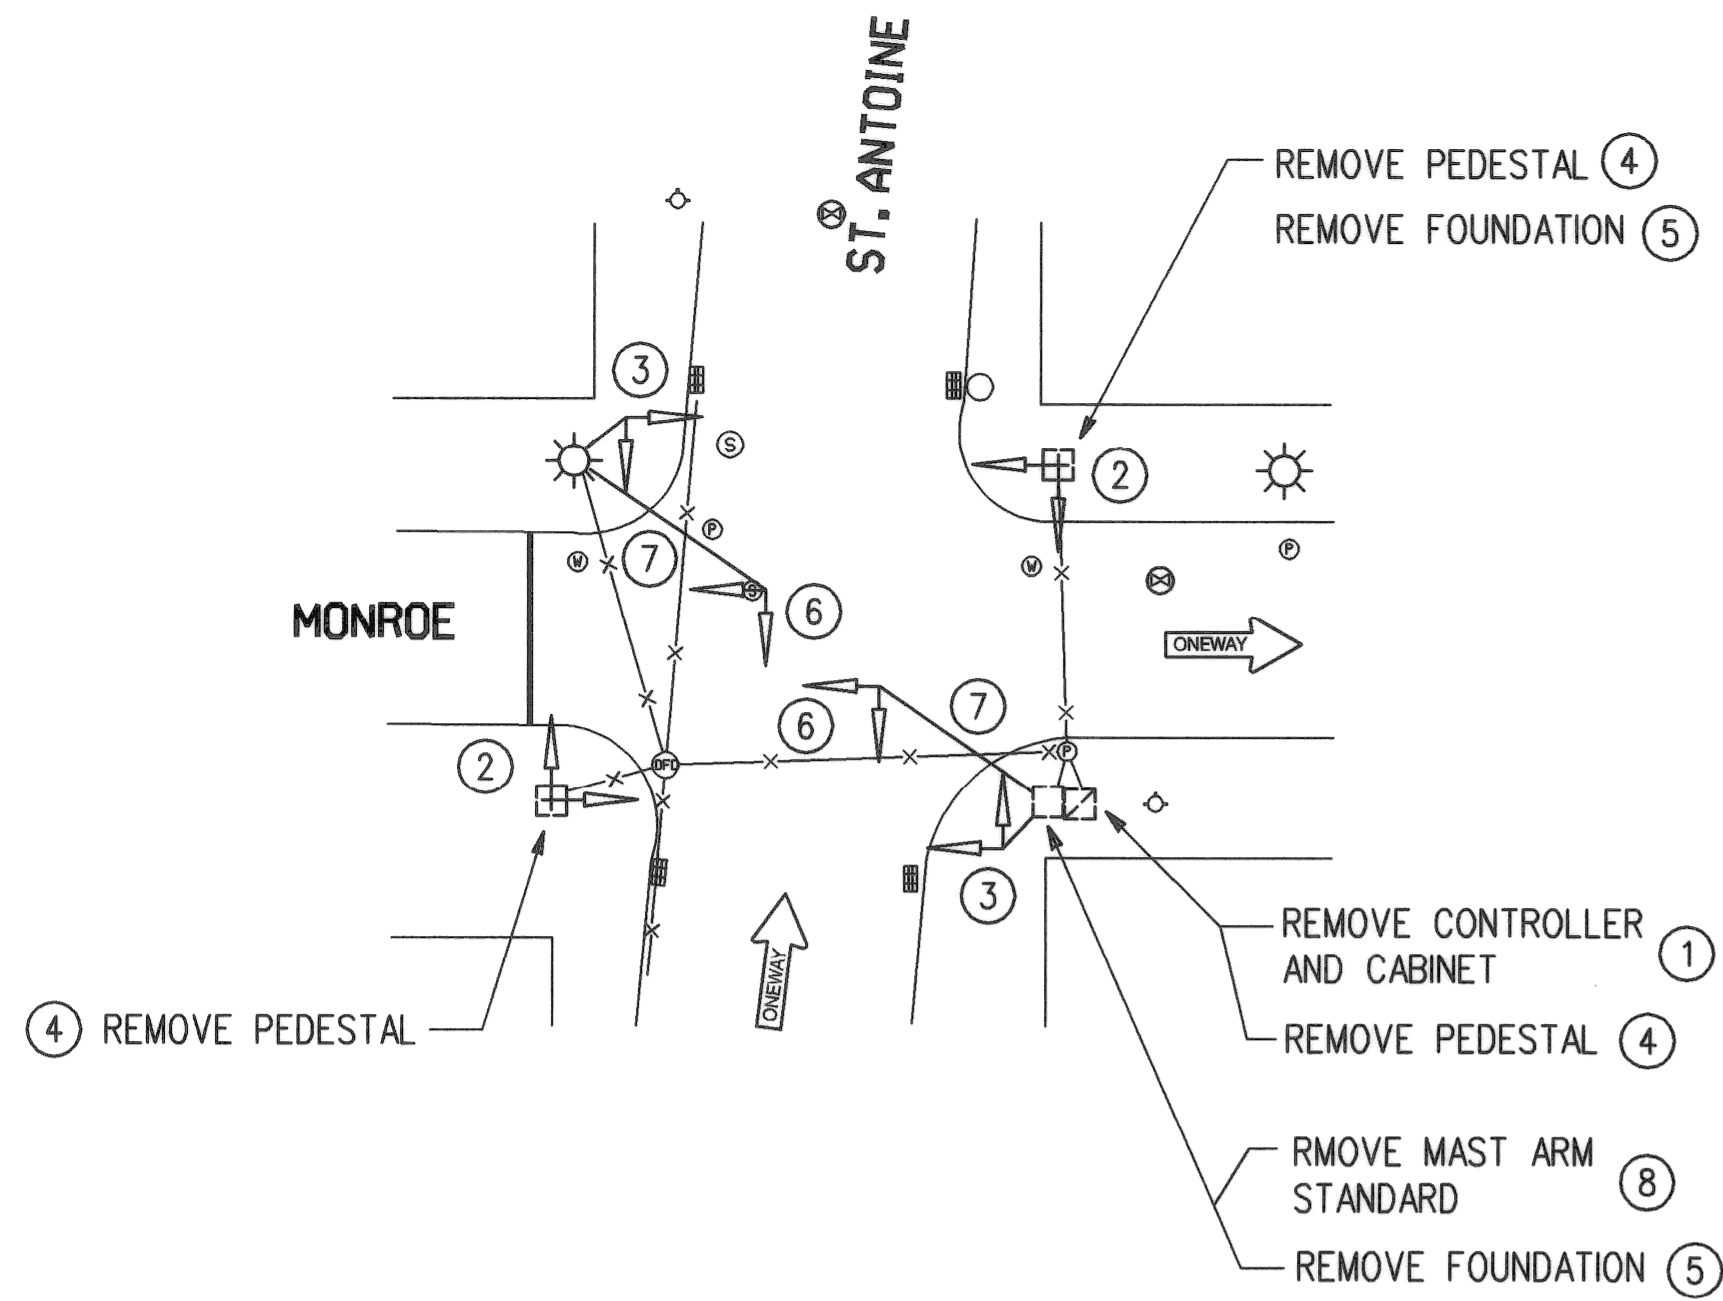 ST. ANTOINE
REMOVE PEDESTAL 4
REMOVE FOUNDATION 5
3
S
2
P
W
7
W
P
S
6
MONROE
ONEWAY
7
6
2
DFD
P
3
ONEWAY
REMOVE CONTROLLER
AND CABINET 1
4 REMOVE PEDESTAL
REMOVE PEDESTAL 4
RMOVE MAST ARM
STANDARD 8
REMOVE FOUNDATION 5